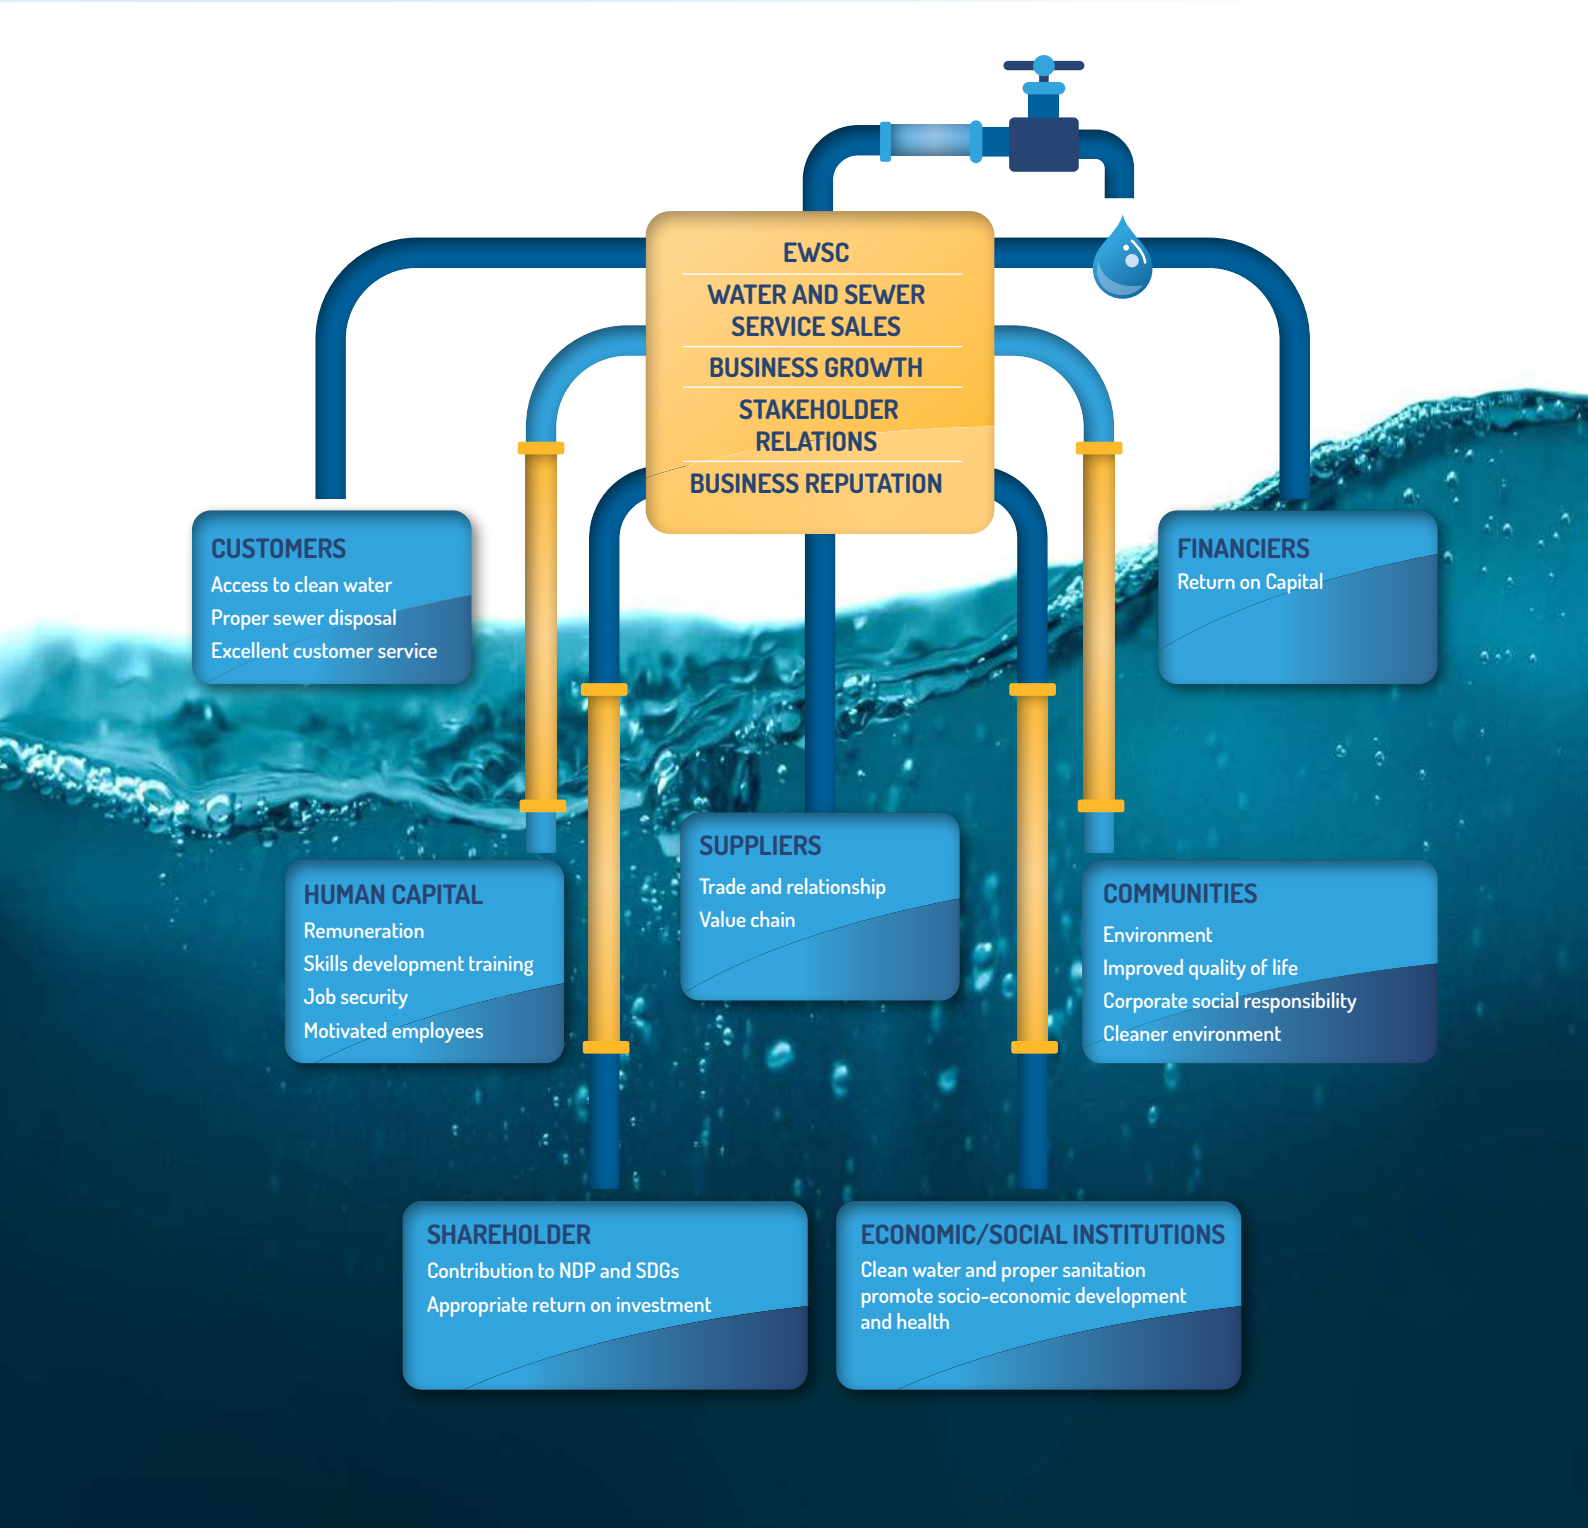 EWSC
WATER AND SEWER
SERVICE SALES
BUSINESS GROWTH
STAKEHOLDER
RELATIONS
BUSINESS REPUTATION
CUSTOMERS
Access to clean water
Proper sewer disposal
Excellent customer service
FINANCIERS
Return on Capital
HUMAN CAPITAL
Remuneration
Skills development training
Job security
Motivated employees
SUPPLIERS
Trade and relationship
Value chain
COMMUNITIES
Environment
Improved quality of life
Corporate social responsibility
Cleaner environment
SHAREHOLDER
Contribution to NDP and SDGs
Appropriate return on investment
ECONOMIC/SOCIAL INSTITUTIONS
Clean water and proper sanitation
promote socio-economic development
and health